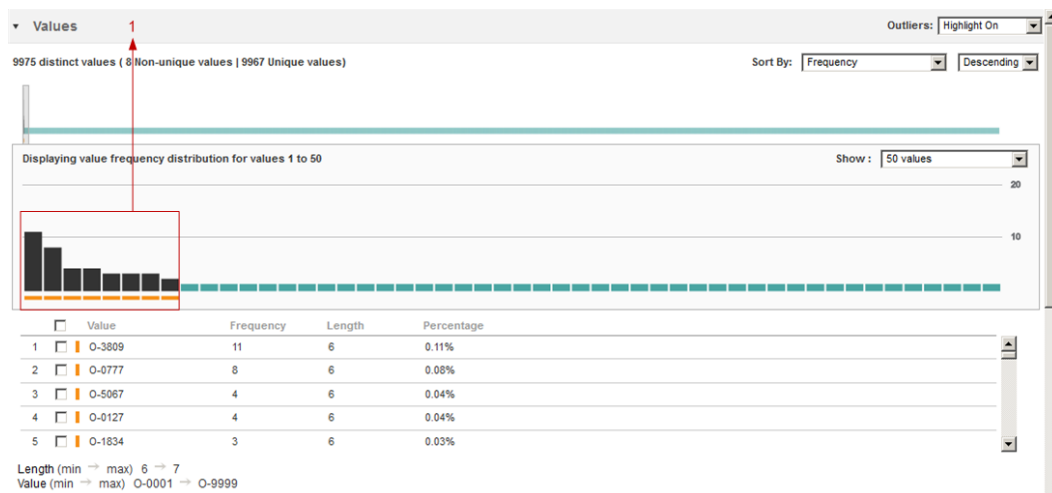 Values 1 Outliers: Highlight On
9975 distinct values ( 8 Non-unique values | 9967 Unique values) Sort By: Frequency Descending
Displaying value frequency distribution for values 1 to 50 Show : 50 values
20
10
Value Frequency Length Percentage
1 O-3809 11 6 0.11%
2 O-0777 8 6 0.08%
3 O-5067 4 6 0.04%
4 O-0127 4 6 0.04%
5 O-1834 3 6 0.03%
Length (min → max) 6 → 7
Value (min → max) O-0001 → O-9999